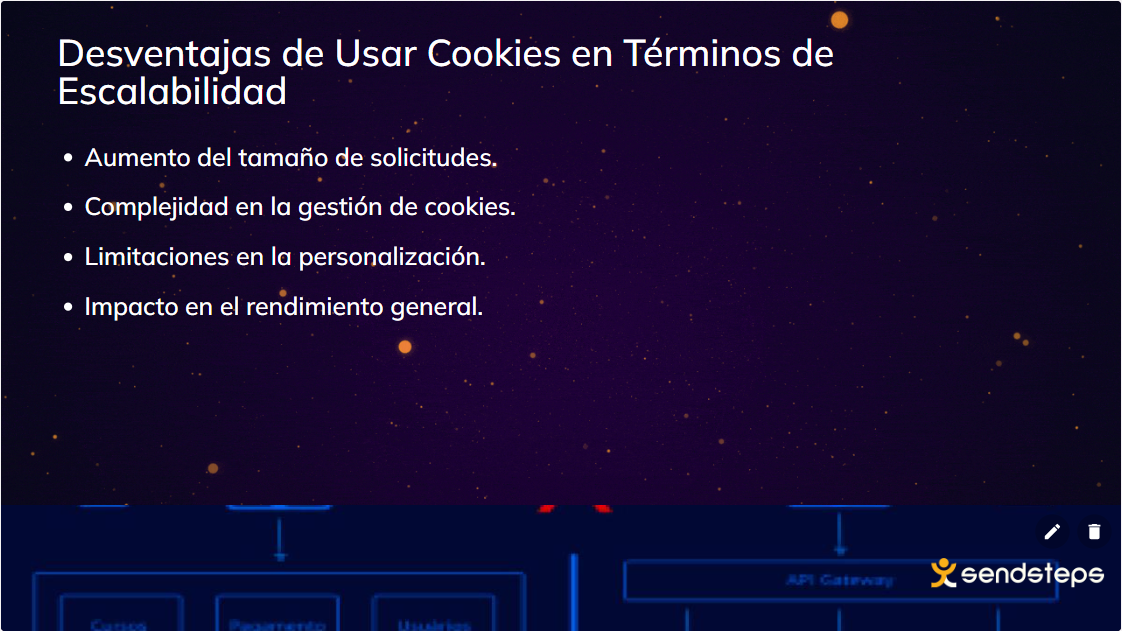 Desventajas de Usar Cookies en Términos de
Escalabilidad
• Aumento del tamaño de solicitudes.
• Complejidad en la gestión de cookies.
• Limitaciones en la personalización.
• Impacto en el rendimiento general.
API Gateway
sendsteps
Cursos
Pagamento
Usuários